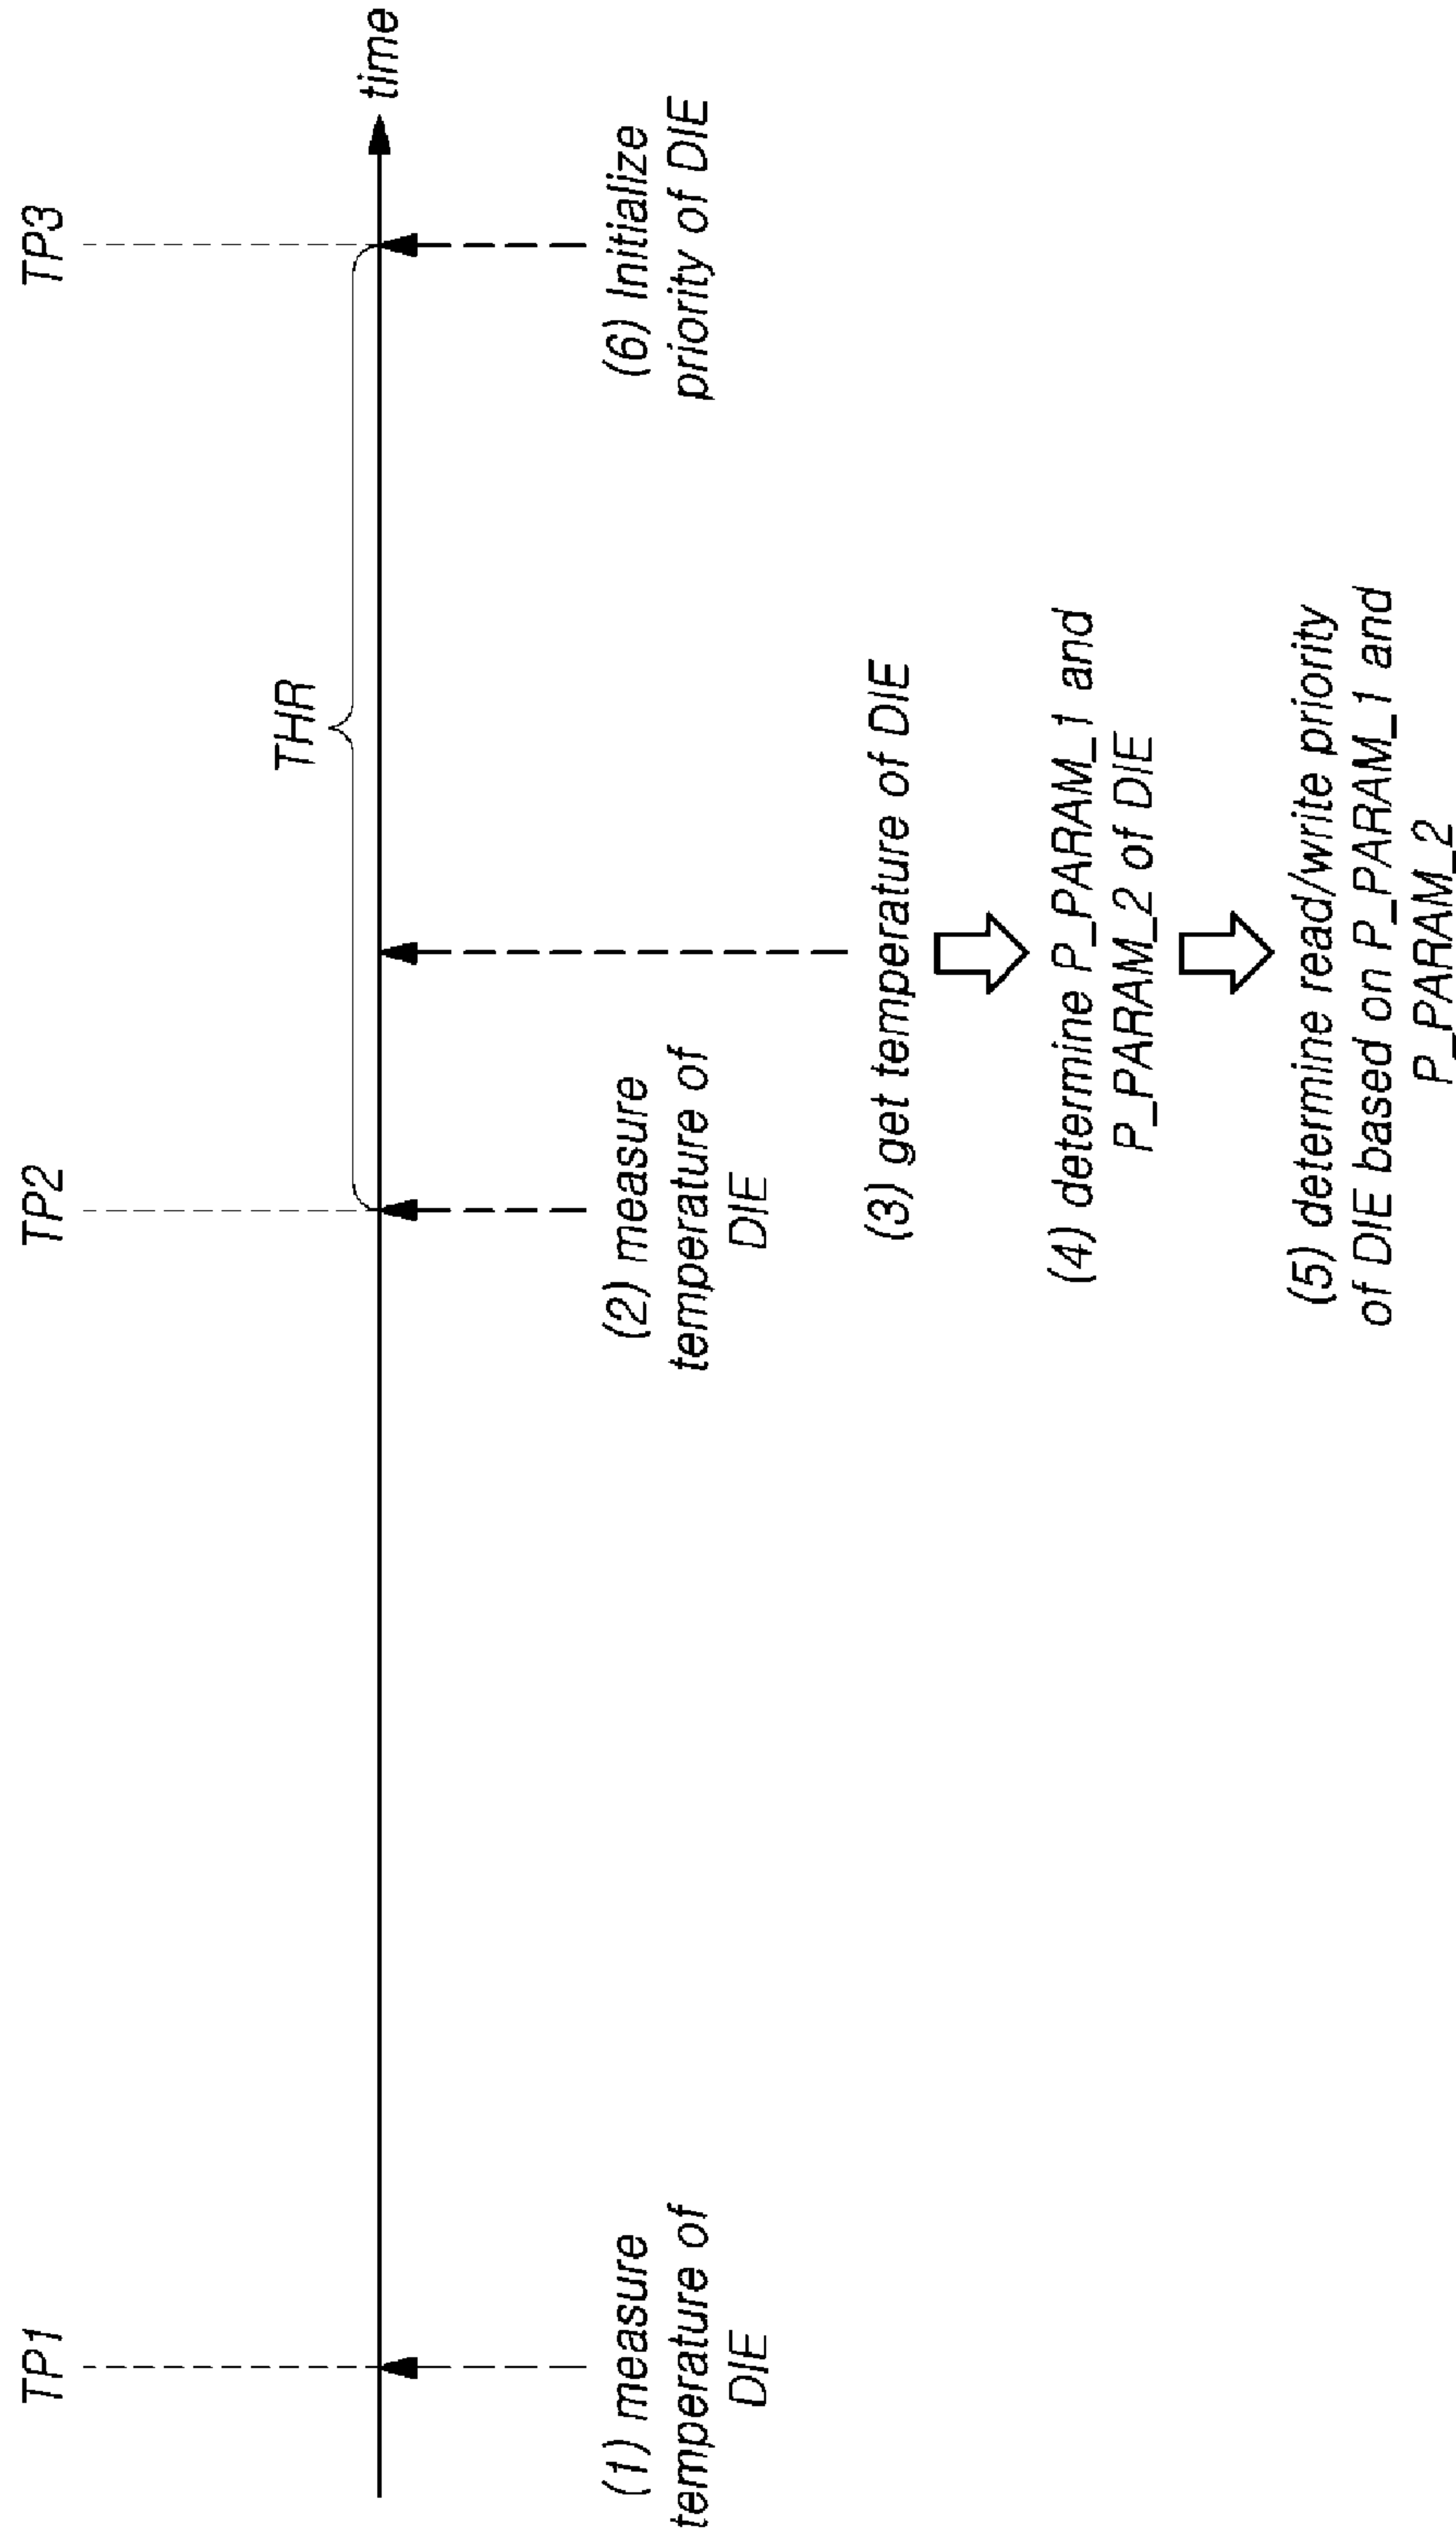 TP1
TP2
TP3
THR
time
(1) measure
temperature of
DIE
(2) measure
temperature of
DIE
(6) Initialize
priority of DIE
(3) get temperature of DIE
(4) determine P_PARAM_1 and
P_PARAM_2 of DIE
(5) determine read/write priority
of DIE based on P_PARAM_1 and
P_PARAM_2